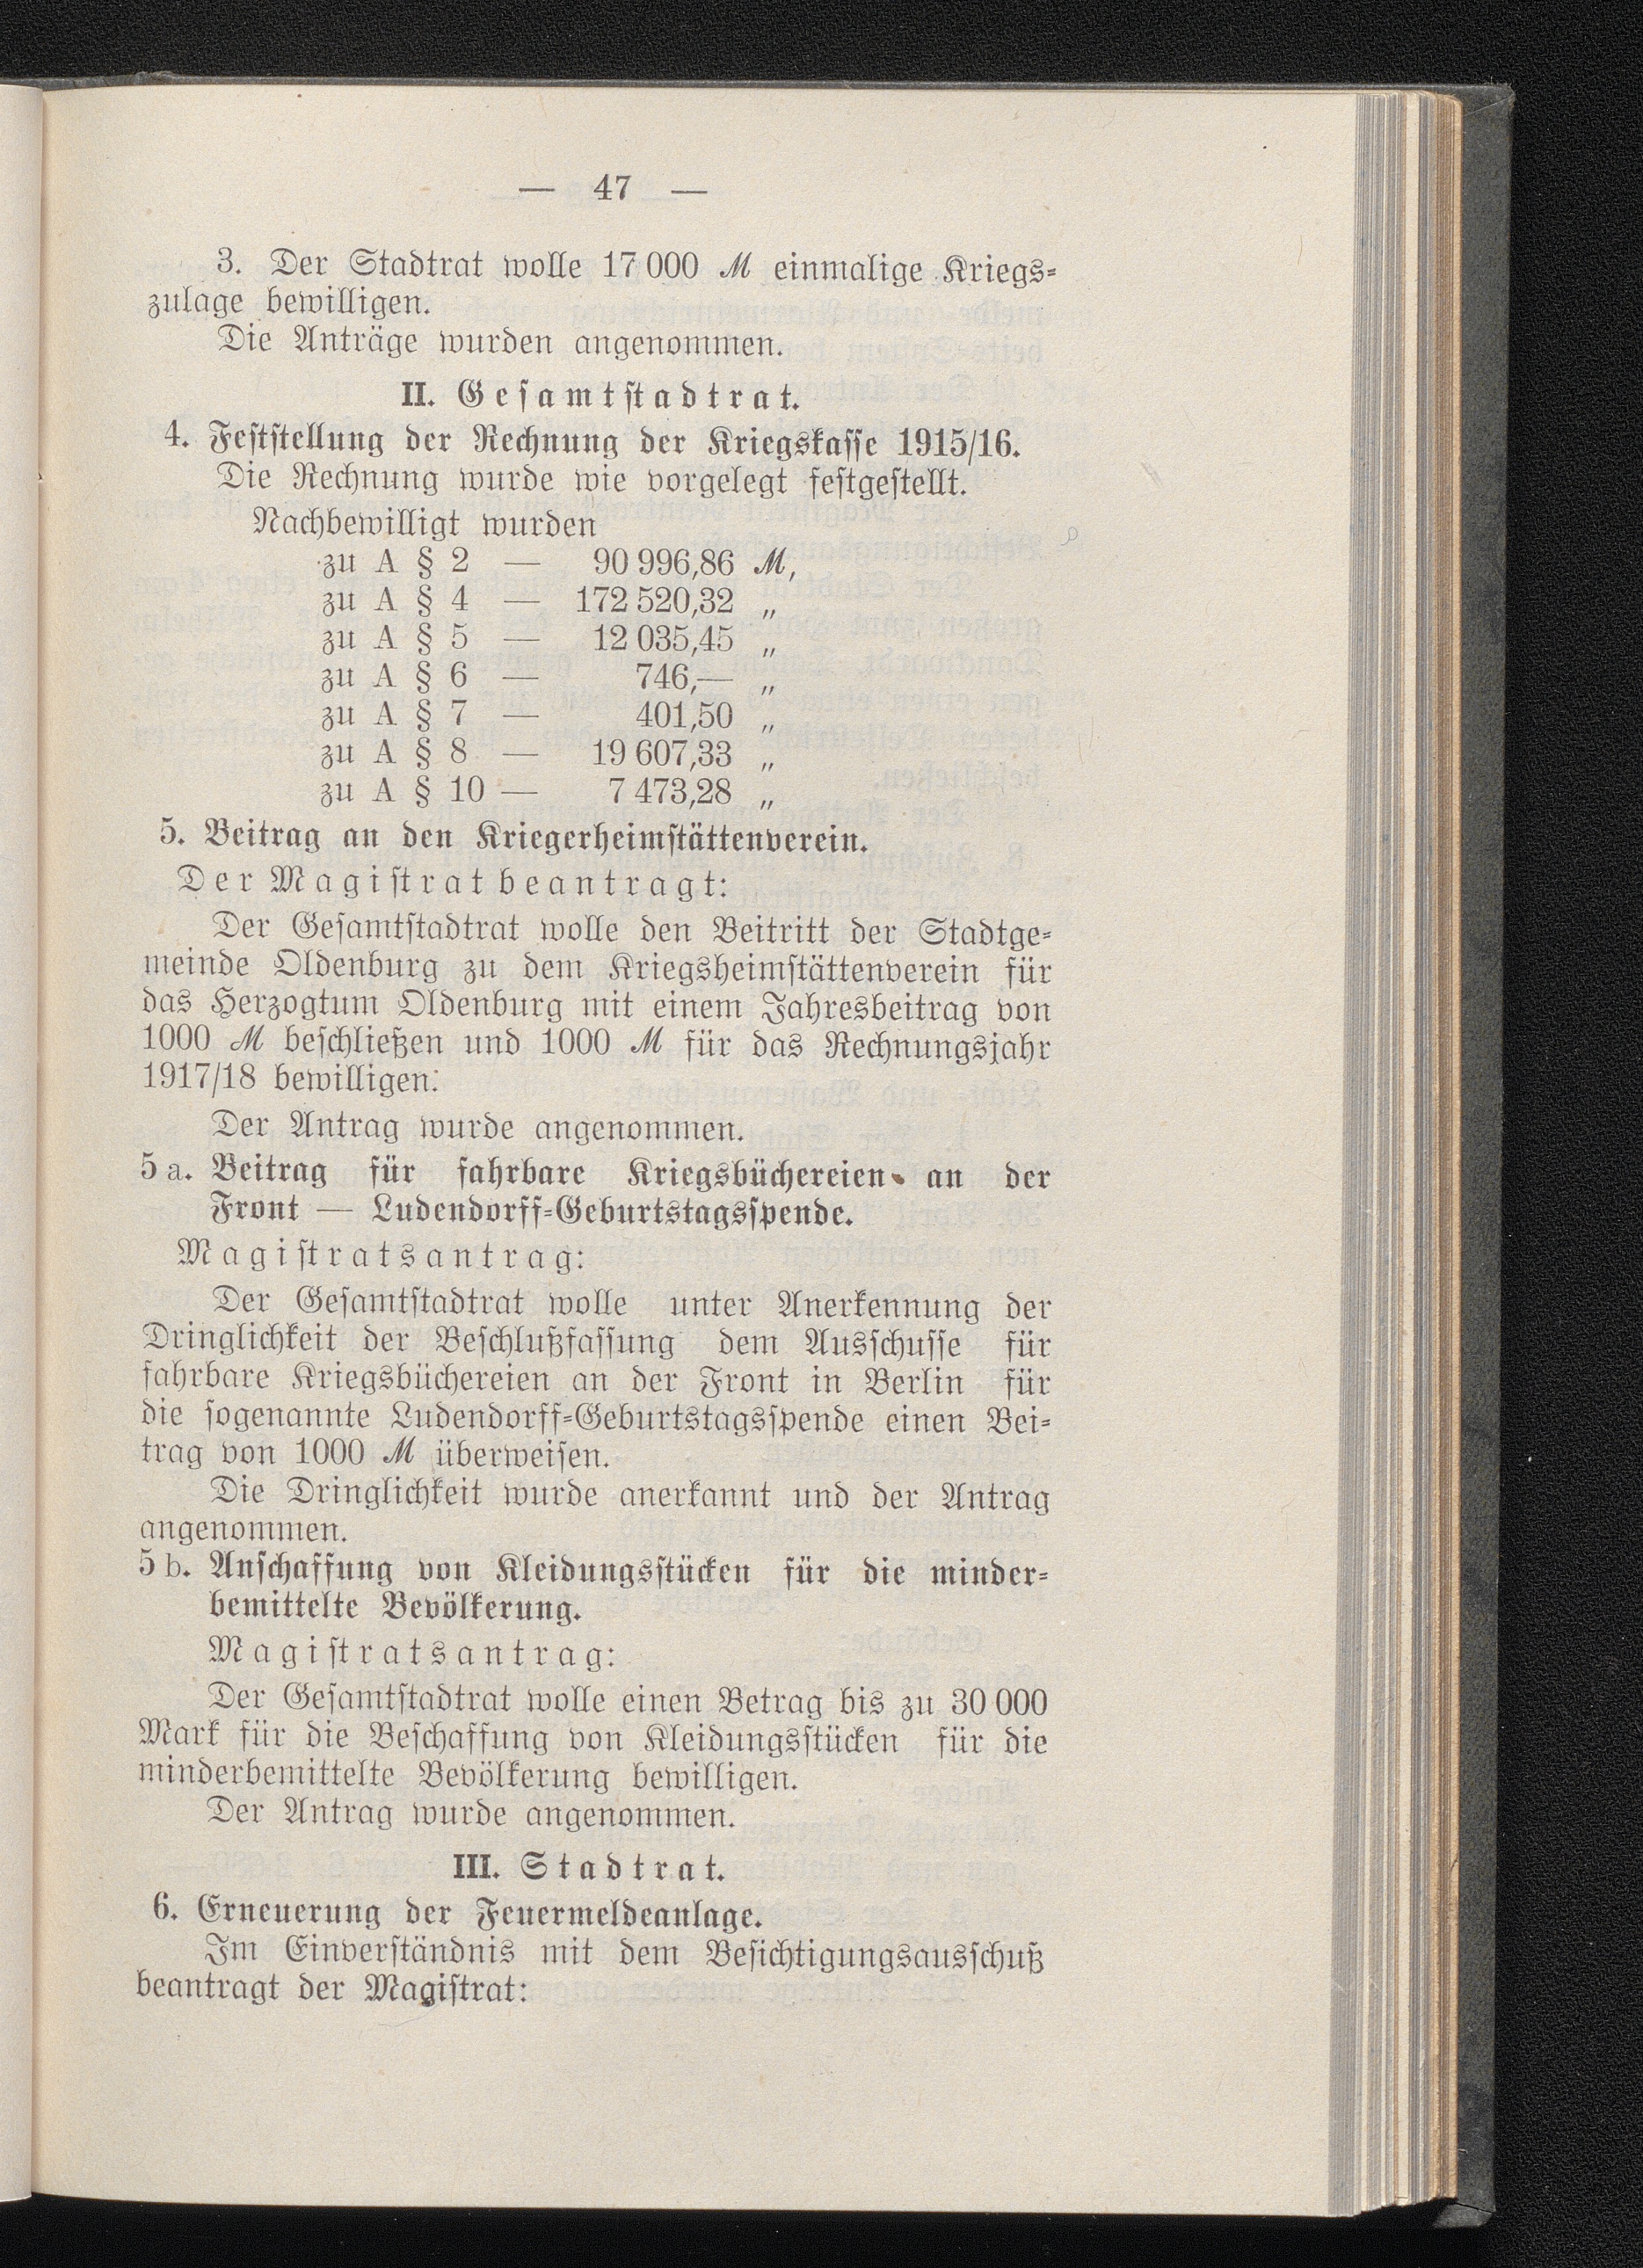 — 47 —
3. Der Stadtrat wolle 17 000 ℳ einmalige Kriegs-
zulage bewilligen.
Die Anträge wurden angenommen.
II. Gesamtstadtrat.
4. Feststellung der Rechnung der Kriegskasse 1915/16.
Die Rechnung wurde wie vorgelegt festgestellt.
Nachbewilligt wurden
zu A § 2 — 90 996,86 ℳ,
zu A § 4 — 172 520,32 „
zu A § 5 — 12 035,45 „
zu A § 6 — 746,— „
zu A § 7 — 401,50 „
zu A § 8 — 19 607,33 „
zu A § 10 — 7 473,28 „
5. Beitrag an den Kriegerheimstättenverein.
Der Magistrat beantragt:
Der Gesamtstadtrat wolle den Beitritt der Stadtge-
meinde Oldenburg zu dem Kriegsheimstättenverein für
das Herzogtum Oldenburg mit einem Jahresbeitrag von
1000 ℳ beschließen und 1000 ℳ für das Rechnungsjahr
1917/18 bewilligen.
Der Antrag wurde angenommen.
5 a. Beitrag für fahrbare Kriegsbüchereien an der
Front — Ludendorff-Geburtstagsspende.
Magistratsantrag:
Der Gesamtstadtrat wolle unter Anerkennung der
Dringlichkeit der Beschlußfassung dem Ausschusse für
fahrbare Kriegsbüchereien an der Front in Berlin für
die sogenannte Ludendorff-Geburtstagsspende einen Bei-
trag von 1000 ℳ überweisen.
Die Dringlichkeit wurde anerkannt und der Antrag
angenommen.
5 b. Anschaffung von Kleidungsstücken für die minder-
bemittelte Bevölkerung.
Magistratsantrag:
Der Gesamtstadtrat wolle einen Betrag bis zu 30 000
Mark für die Beschaffung von Kleidungsstücken für die
minderbemittelte Bevölkerung bewilligen.
Der Antrag wurde angenommen.
III. Stadtrat.
6. Erneuerung der Feuermeldeanlage.
Im Einverständnis mit dem Besichtigungsausschuß
beantragt der Magistrat: